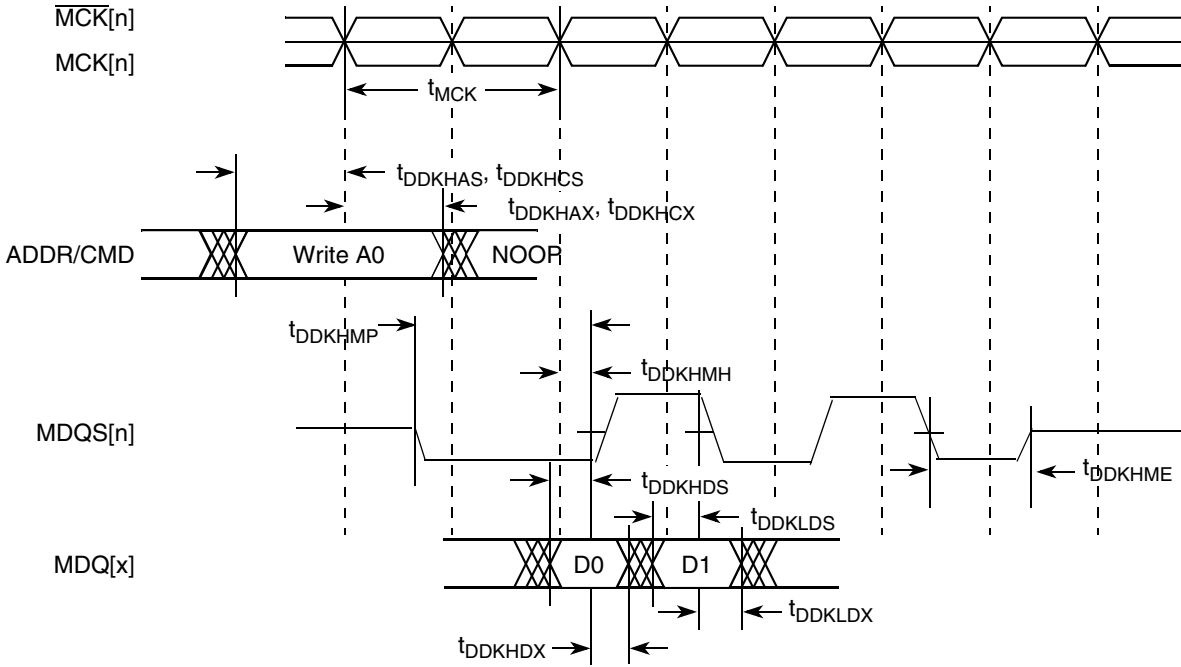 MCK[n]
MCK[n]
tMCK
tDDKHAS, tDDKHCS
tDDKHAX, tDDKHCX
ADDR/CMD
Write A0
NOOP
tDDKHMP
tDDKHMH
MDQS[n]
tDDKHDS
tDDKHME
tDDKLDS
MDQ[x]
D0
D1
tDDKLDX
tDDKHDX